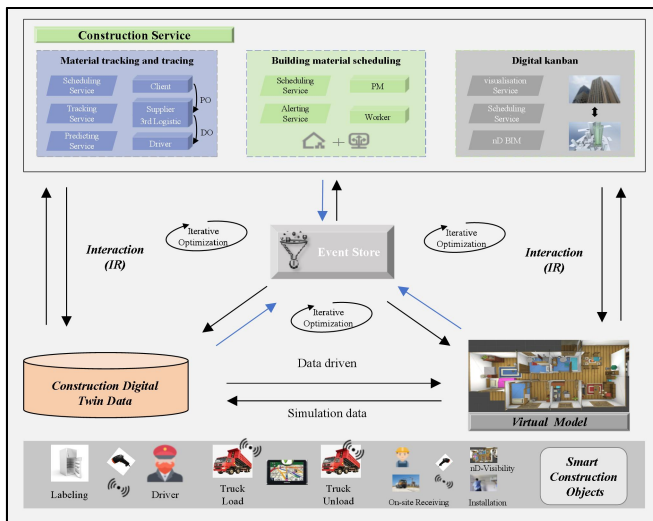 Construction Service
Material tracking and tracing
Scheduling
Service
Tracking
Service
Predicting
Service
Client
PO
Supplier
3rd Logistic
DO
Driver
Building material scheduling
Scheduling
Service
Alerting
Service
PM
Worker
Digital kanban
visualisation
Service
Scheduling
Service
nD BIM
Interaction
(IR)
Iterative
Optimization
Event Store
Iterative
Optimization
Interaction
(IR)
Iterative
Optimization
Construction Digital
Twin Data
Data driven
Simulation data
Virtual Model
Labeling
Driver
Truck
Load
Truck
Unload
On-site Receiving
nD-Visibility
Installation
Smart
Construction
Objects